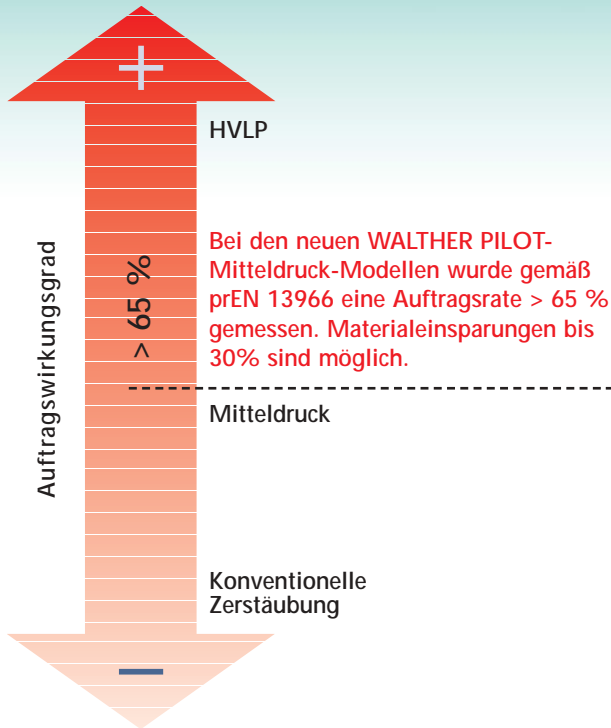 +
HVLP
Auftragswirkungsgrad
> 65 %
Bei den neuen WALTHER PILOT-
Mitteldruck-Modellen wurde gemäß
prEN 13966 eine Auftragsrate > 65 %
gemessen. Materialeinsparungen bis
30% sind möglich.
Mitteldruck
Konventionelle
Zerstäubung
−